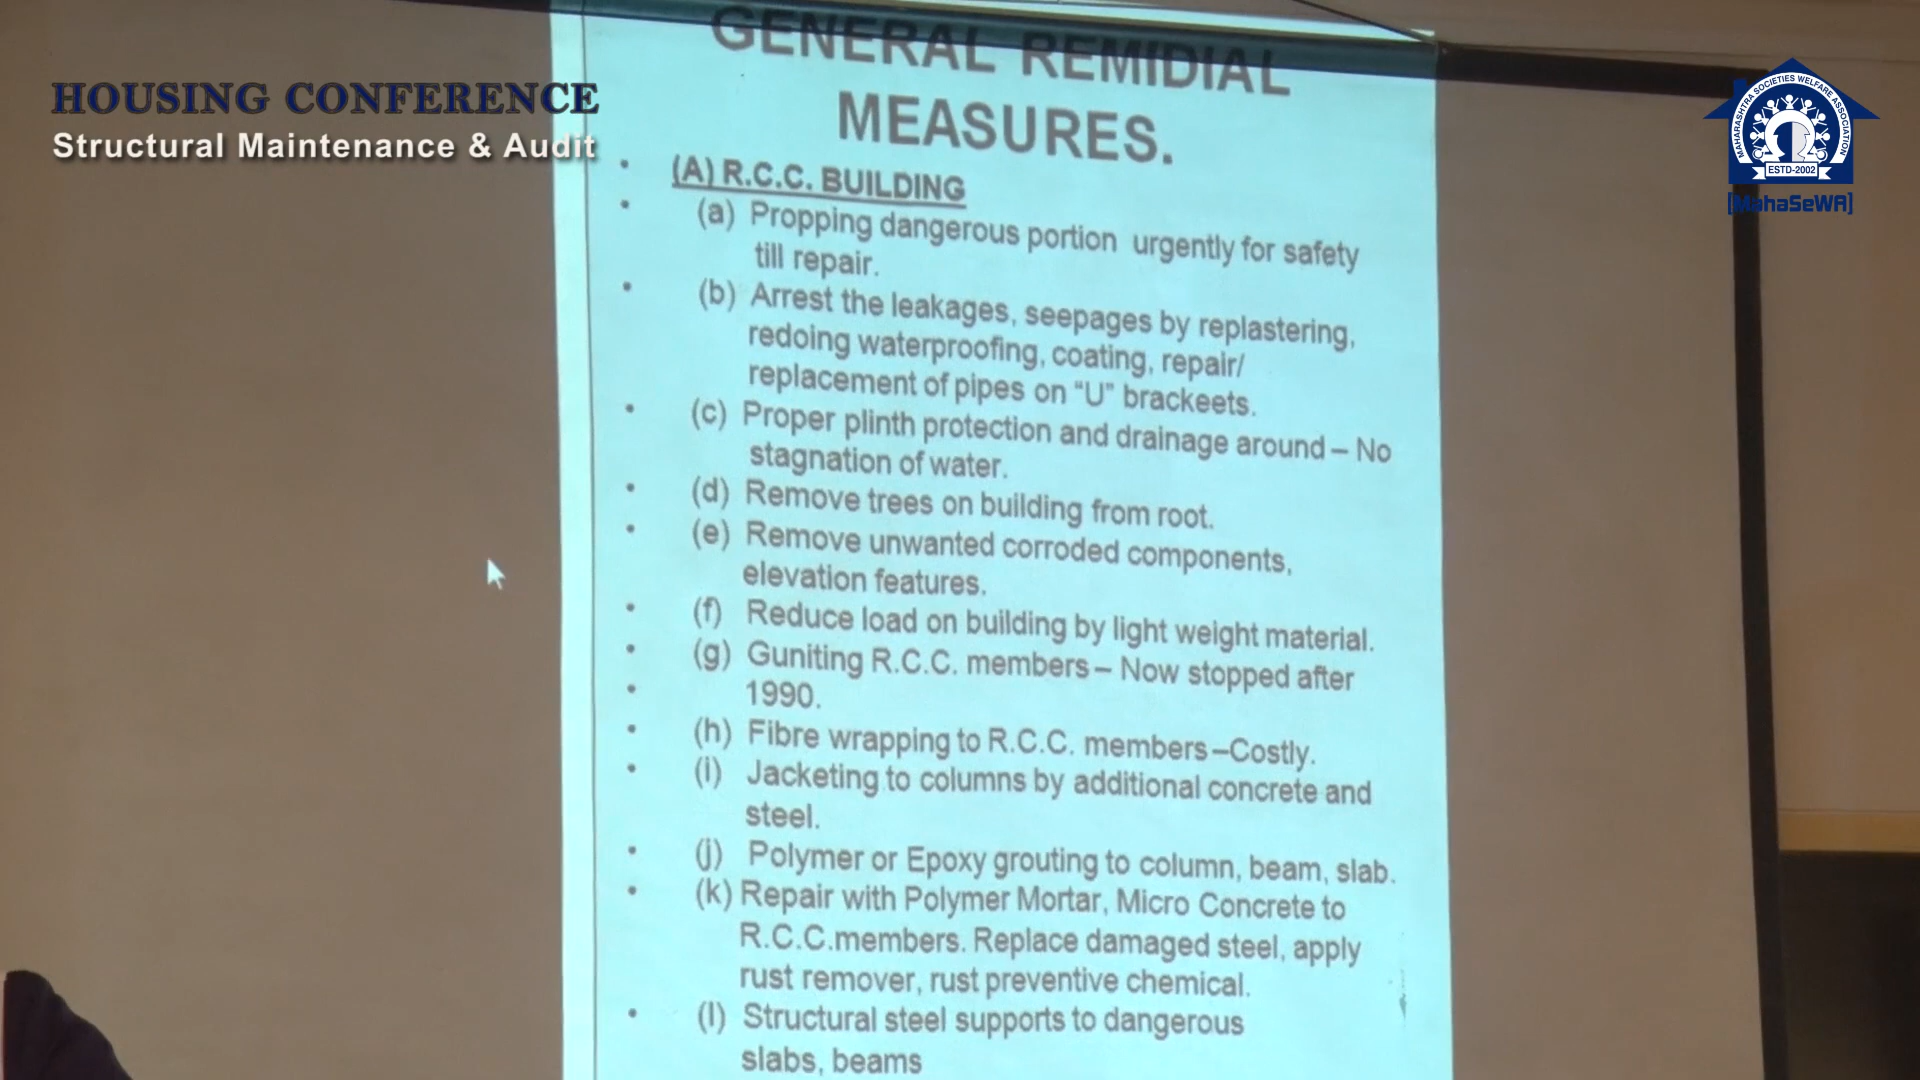 HOUSING CONFERENCE
Structural Maintenance & Audit
MAHARASHTRA SOCIETIES WELFARE ASSOCIATION
ESTD-2002
[MahaSeWA]
GENERAL REMIDIAL
MEASURES.
• (A) R.C.C. BUILDING
• (a) Propping dangerous portion urgently for safety
till repair.
• (b) Arrest the leakages, seepages by replastering,
redoing waterproofing, coating, repair/
replacement of pipes on “U” brackeets.
• (c) Proper plinth protection and drainage around – No
stagnation of water.
• (d) Remove trees on building from root.
• (e) Remove unwanted corroded components,
elevation features.
• (f) Reduce load on building by light weight material.
• (g) Guniting R.C.C. members – Now stopped after
• 1990.
• (h) Fibre wrapping to R.C.C. members –Costly.
• (i) Jacketing to columns by additional concrete and
steel.
• (j) Polymer or Epoxy grouting to column, beam, slab.
• (k) Repair with Polymer Mortar, Micro Concrete to
R.C.C.members. Replace damaged steel, apply
rust remover, rust preventive chemical.
• (l) Structural steel supports to dangerous
slabs, beams